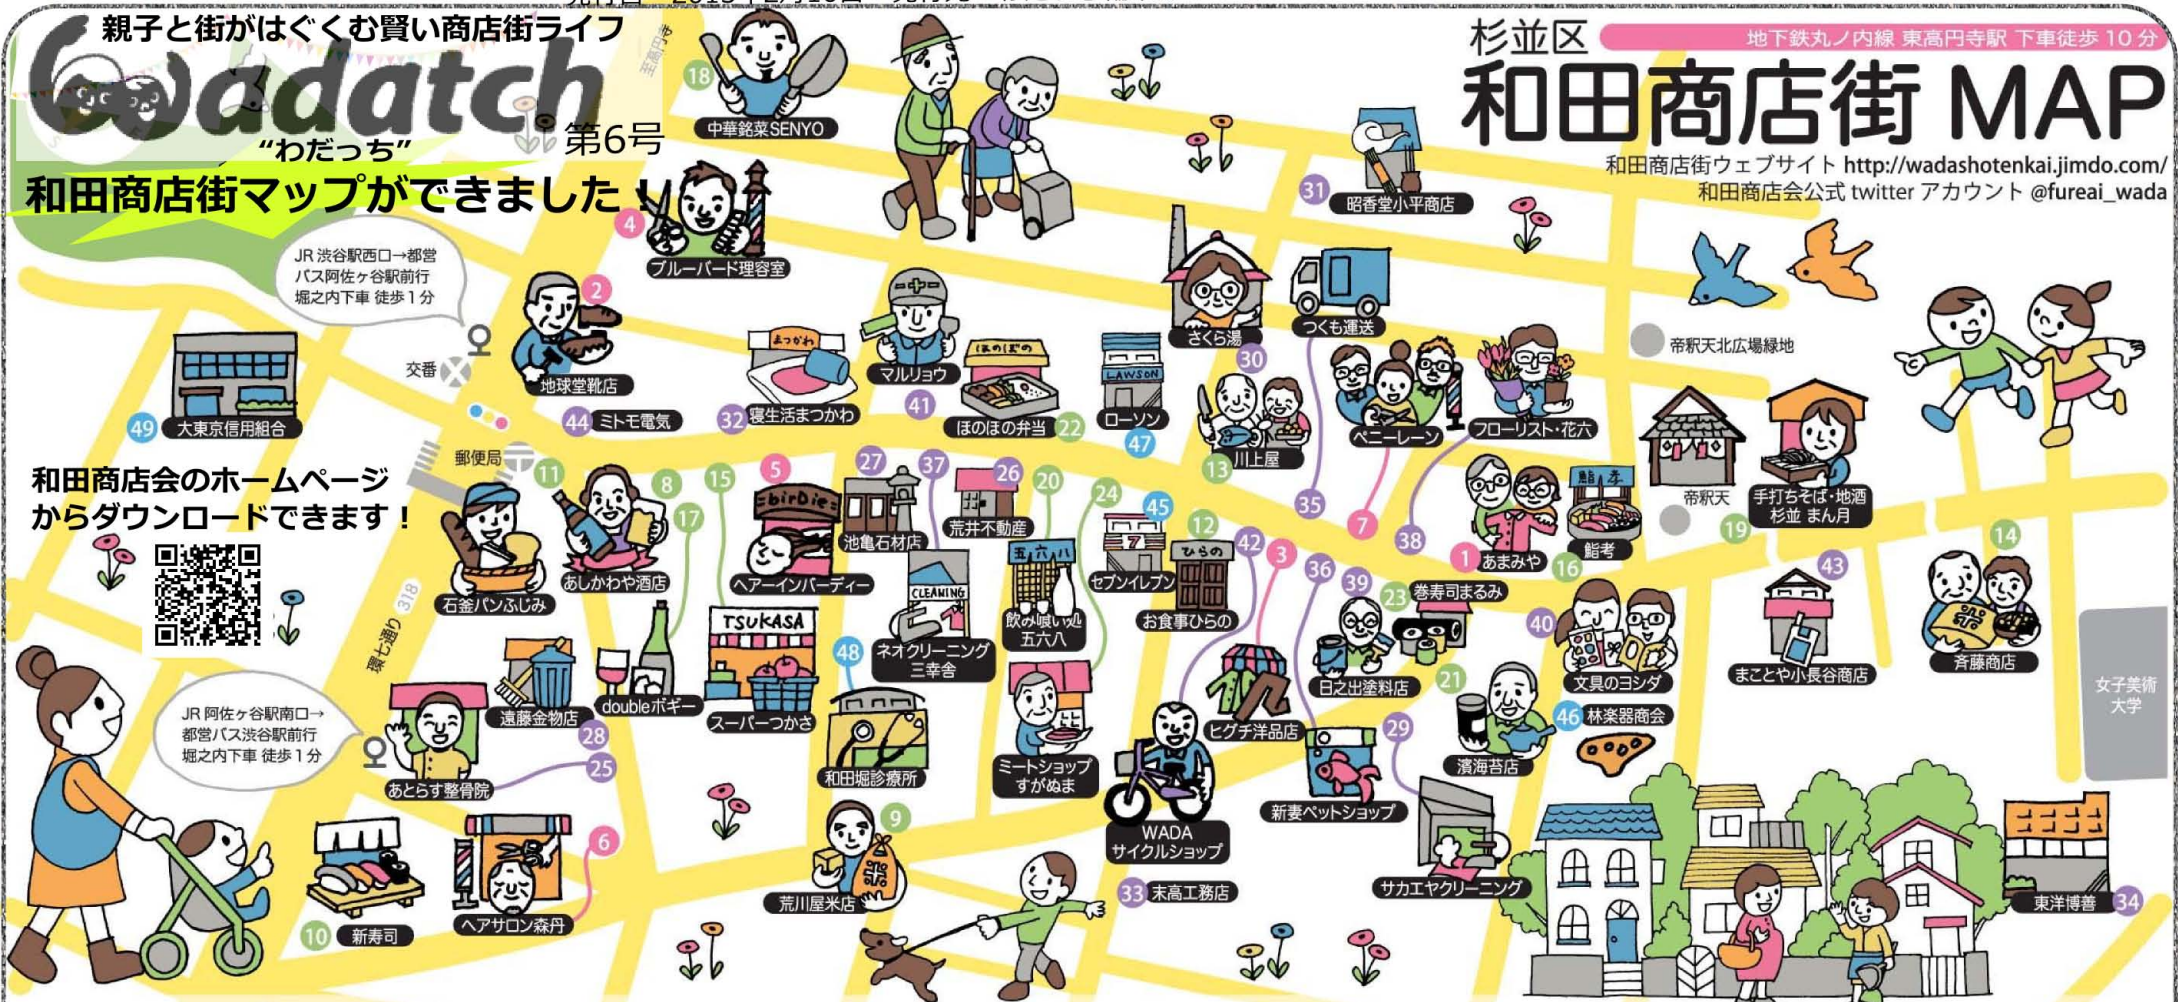 親子と街がはぐくむ賢い商店街ライフ
Wadatch
“わだっち”
第6号
和田商店街マップができました!
杉並区
地下鉄丸ノ内線 東高円寺駅 下車徒歩 10 分
和田商店街 MAP
和田商店街ウェブサイト http://wadashotenkai.jimdo.com/
和田商店会公式 twitter アカウント @fureai_wada
至高円寺
18
中華銘菜SENYO
4
ブルーバード理容室
31
昭香堂小平商店
JR 渋谷駅西口→都営
バス阿佐ヶ谷駅前行
堀之内下車 徒歩1分
交番
2
地球堂靴店
44 ミトモ電気
まつかわ
32 寝生活まつかわ
マルリョウ
41
ほのぼの
ほのほの弁当 22
LAWSON
ローソン
47
さくら湯
30
つくも運送
35
13 川上屋
ペニーレーン
7
フローリスト・花六
38
帝釈天北広場緑地
帝釈天
手打ちそば・地酒
杉並 まん月
19
49 大東京信用組合
和田商店会のホームページ
からダウンロードできます!
郵便局
石釜パンふじみ
11
あしかわや酒店
8
17
15
5
birDie
ヘアーインバーディー
27
池亀石材店
37
26
荒井不動産
20
24
45
7
セブンイレブン
12
ひらの
お食事ひらの
42
3
36
39
23 巻寿司まるみ
1 あまみや
鮨孝
鮨考
16
43
まことや小長谷商店
14
斉藤商店
女子美術
大学
環七通り 318
遠藤金物店
28
doubleボギー
TSUKASA
スーパーつかさ
48
和田堀診療所
CLEANING
ネオクリーニング
三幸舎
五六八
飲み喰い処
五六八
ミートショップ
すがぬま
WADA
サイクルショップ
ヒグチ洋品店
日之出塗料店
40
文具のヨシダ
21
濱海苔店
46 林楽器商会
29
新妻ペットショップ
サカエヤクリーニング
JR 阿佐ヶ谷駅南口→
都営バス渋谷駅前行
堀之内下車 徒歩1分
あとらす整骨院
25
6
ヘアサロン森丹
10 新寿司
9
荒川屋米店
33 末高工務店
東洋博善 34